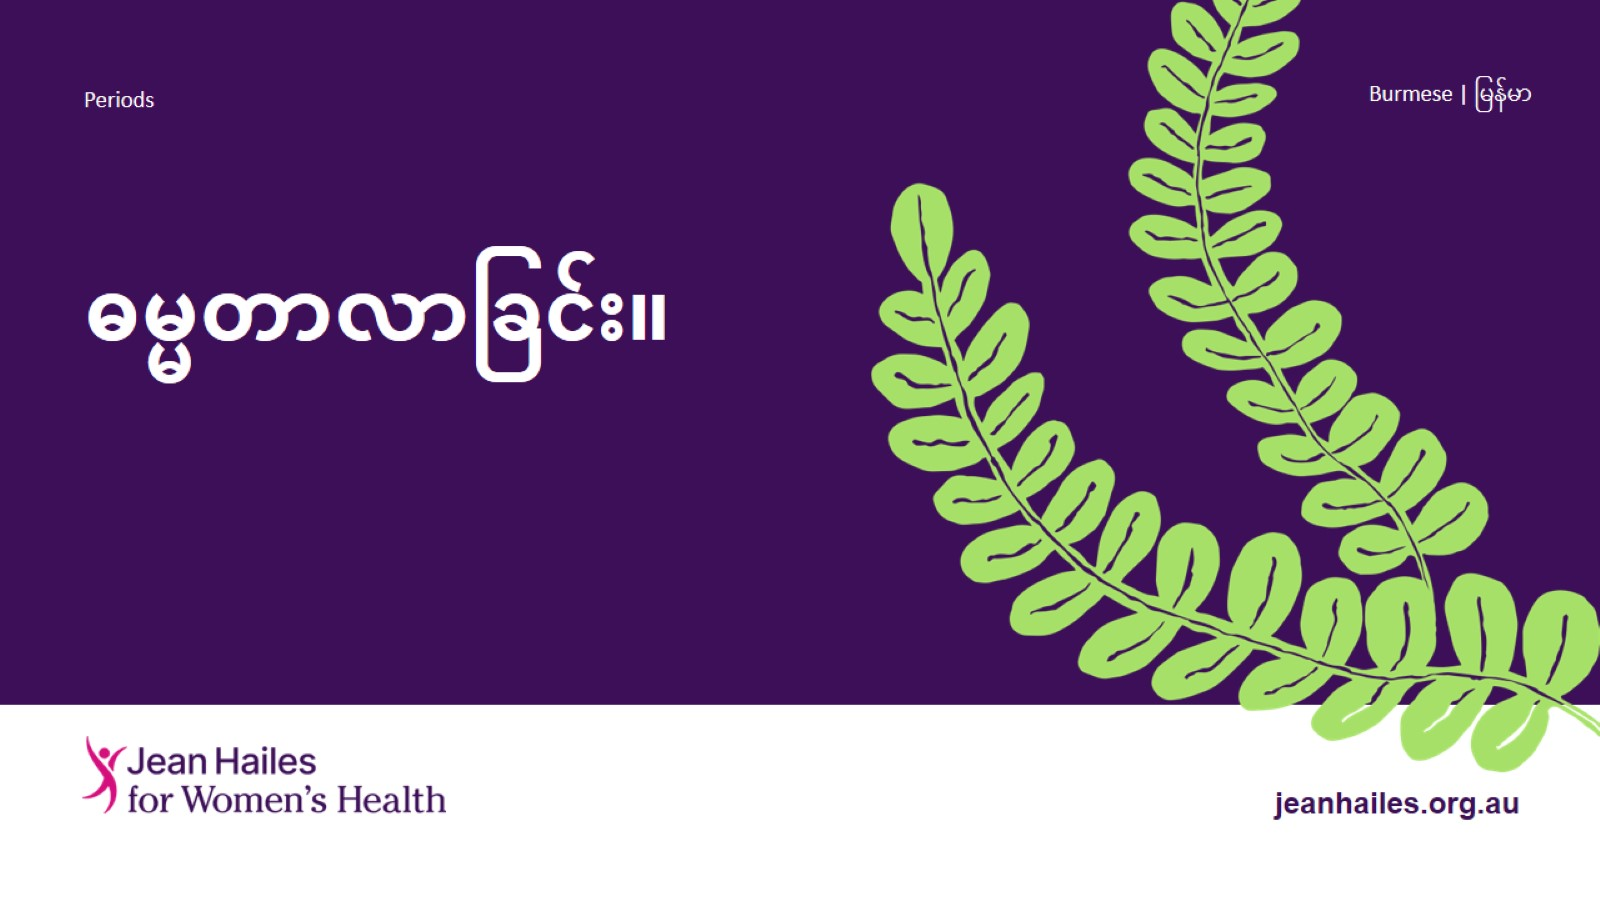 Periods
Burmese | မြန်မာ
ဓမ္မတာလာခြင်း။
Jean Hailes
for Women's Health
jeanhailes.org.au